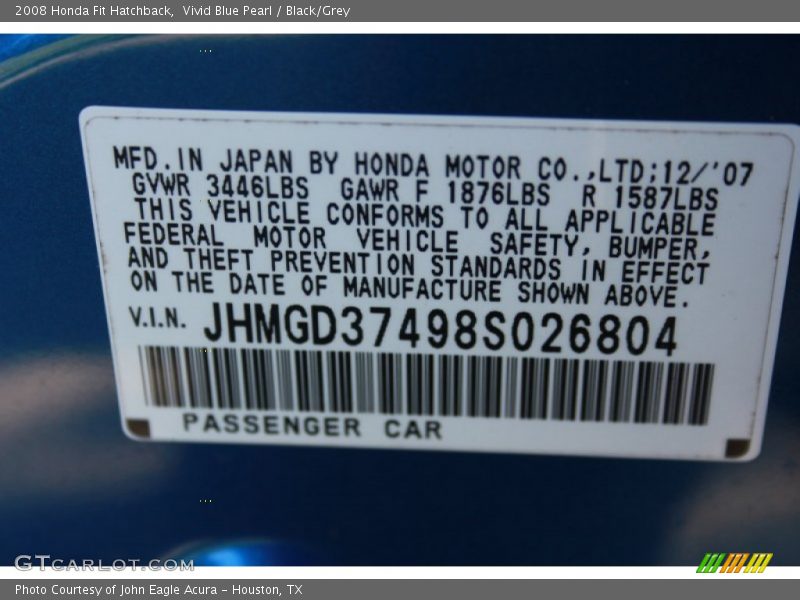 2008 Honda Fit Hatchback,  Vivid Blue Pearl / Black/Grey
MFD. IN JAPAN BY HONDA MOTOR CO.,LTD;12/'07
GVWR 3446LBS GAWR F 1876LBS R 1587LBS
THIS VEHICLE CONFORMS TO ALL APPLICABLE
FEDERAL MOTOR VEHICLE SAFETY, BUMPER,
AND THEFT PREVENTION STANDARDS IN EFFECT
ON THE DATE OF MANUFACTURE SHOWN ABOVE.
V.I.N. JHMGD37498S026804
PASSENGER CAR
GTcarlot.com
Photo Courtesy of John Eagle Acura - Houston, TX